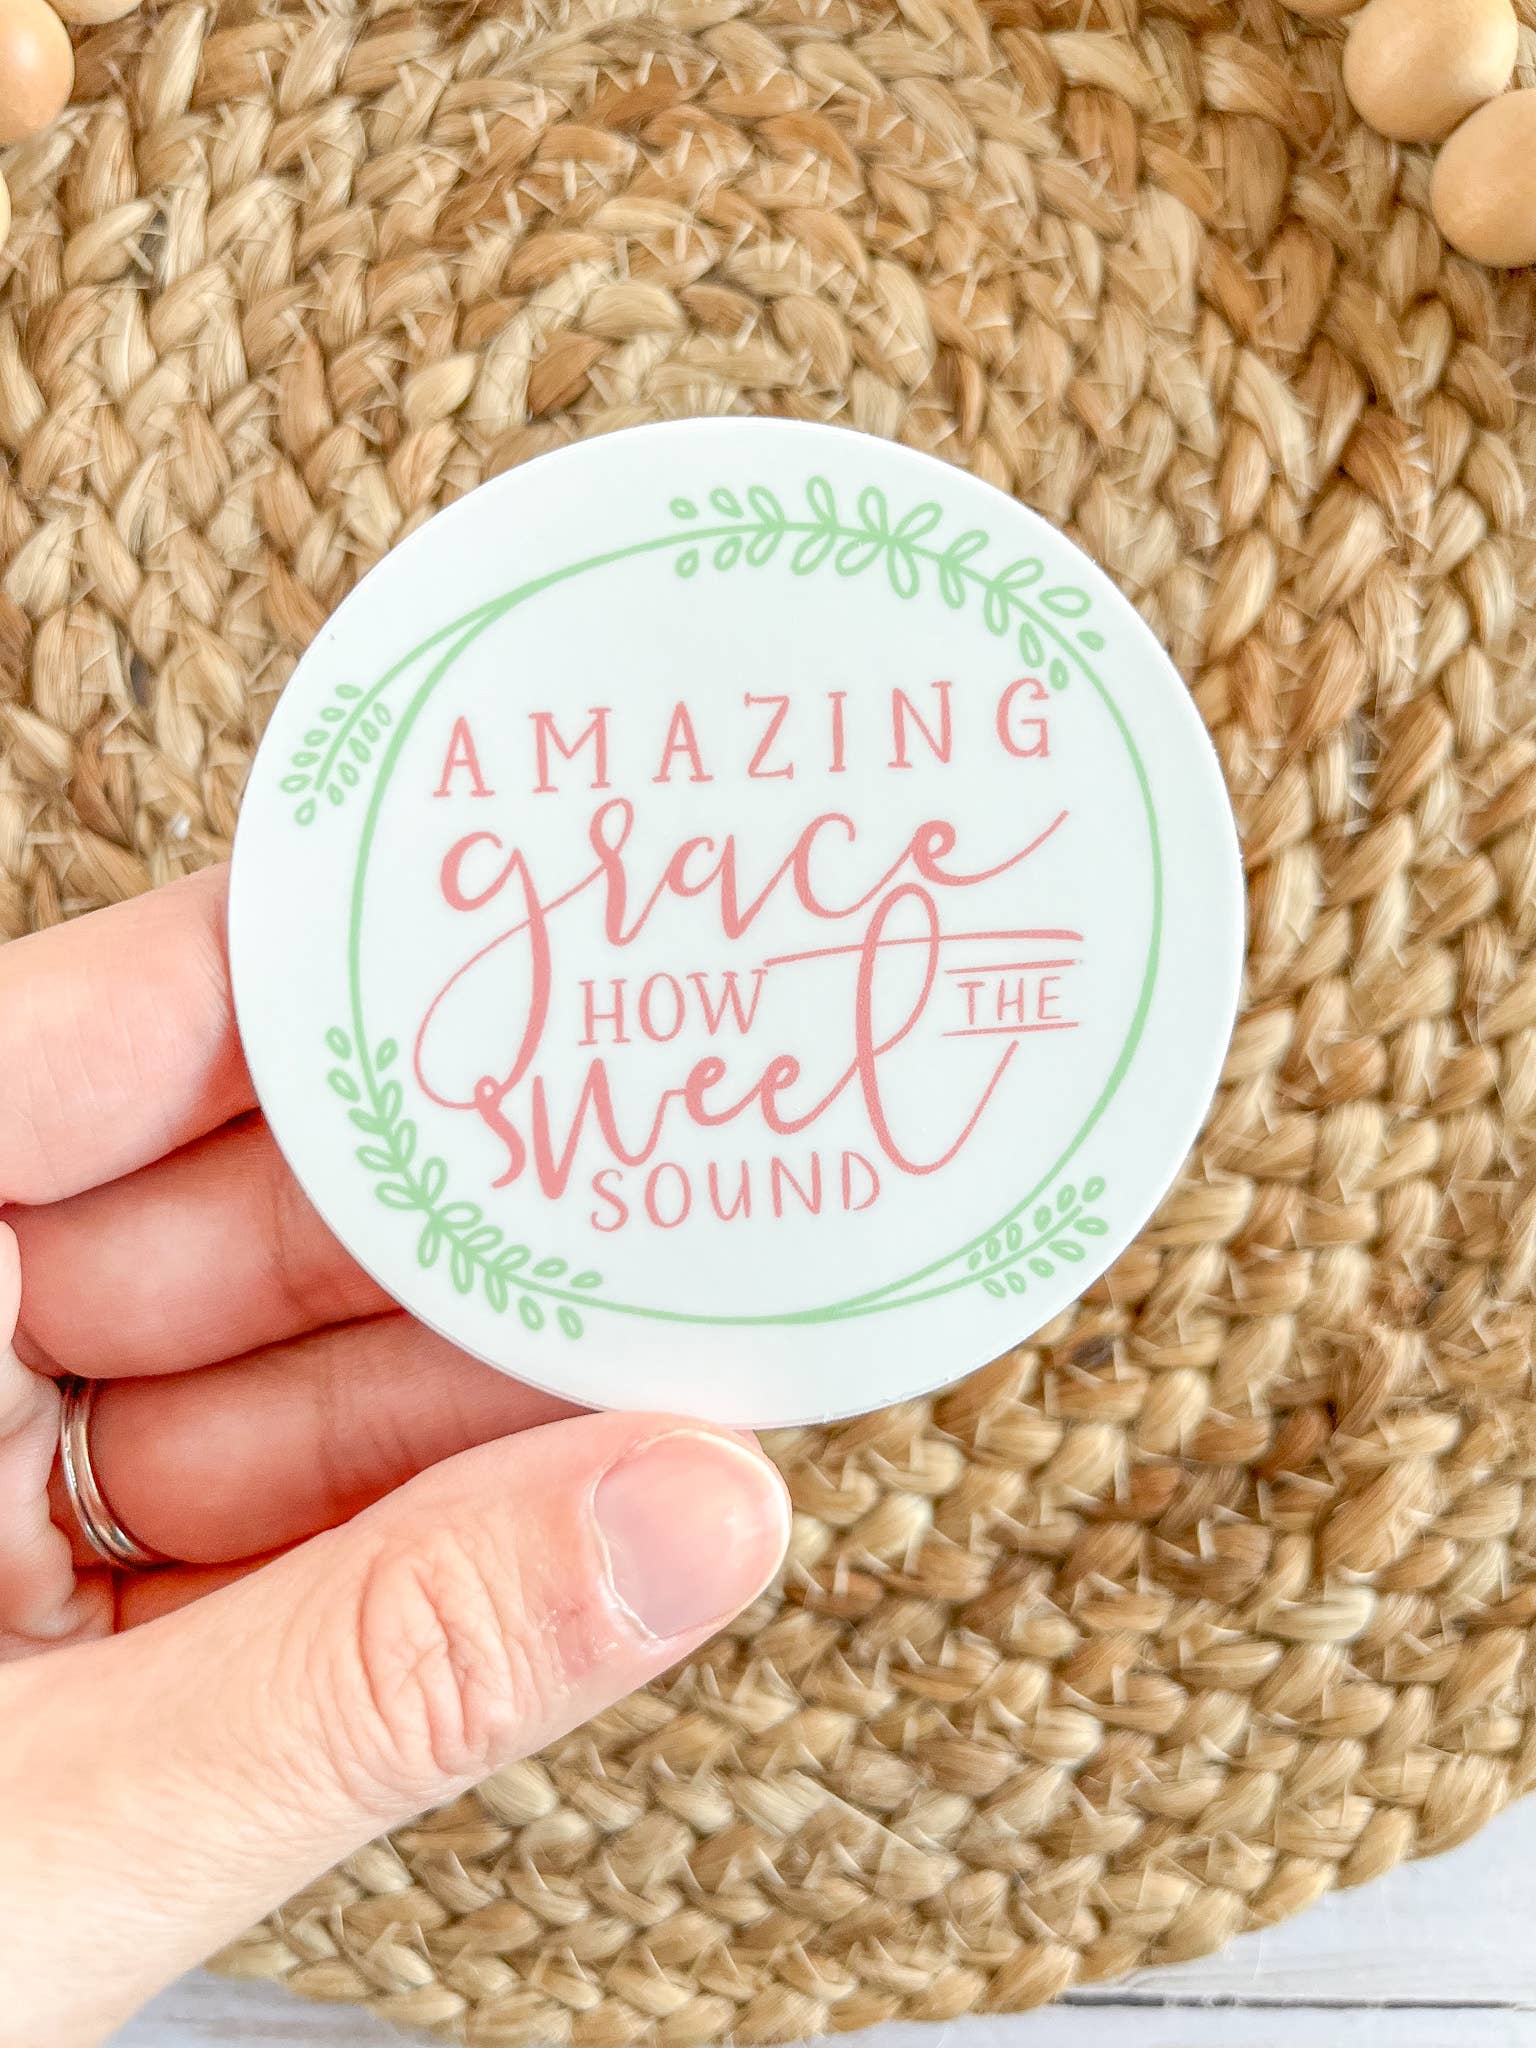 AMAZING
grace
HOW
sweet THE
SOUND